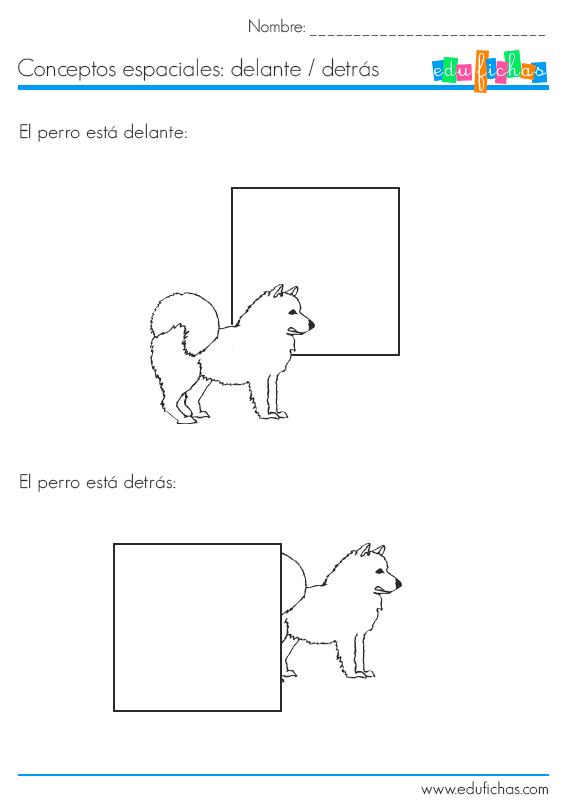 Nombre: ___________________________
Conceptos espaciales: delante / detrás
edufichas
El perro está delante:
El perro está detrás:
www.edufichas.com